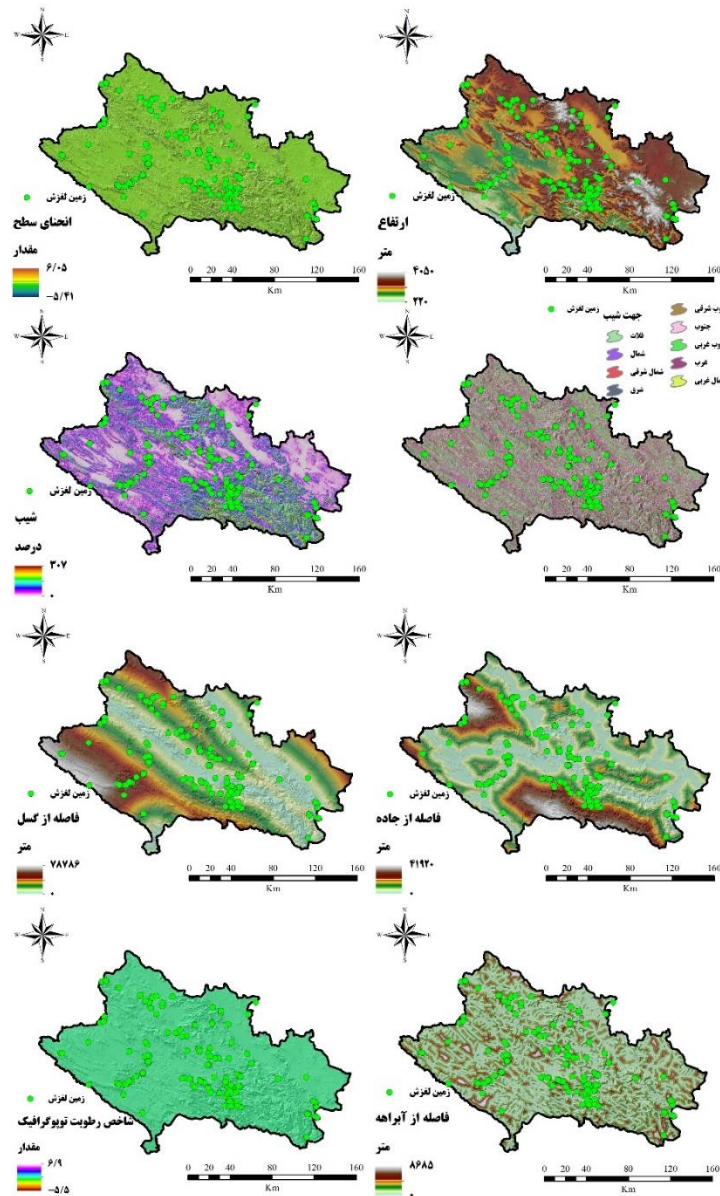 N
W
E
S
زمین لغزش
انحنای سطح
مقدار
۶/۰۵
-۵/۴۱
0 20 40 80 120 160
Km
N
W
E
S
زمین لغزش
ارتفاع
متر
۴۰۵۰
۲۲۰
0 20 40 80 120 160
Km
زمین لغزش
شیب
درصد
۳۰۷
۰
0 20 40 80 120 160
Km
زمین لغزش
جهت شیب
فلات
شمال
شمال شرقی
شرق
وب شرقی
جنوب
وب غربی
غرب
مال غربی
0 20 40 80 120 160
Km
N
W
E
S
زمین لغزش
فاصله از گسل
متر
۷۸۷۸۶
۰
0 20 40 80 120 160
Km
N
W
E
S
زمین لغزش
فاصله از جاده
متر
۴۱۹۲۰
۰
0 20 40 80 120 160
Km
N
W
E
S
زمین لغزش
شاخص رطوبت توپوگرافیک
مقدار
۶/۹
-۵/۵
0 20 40 80 120 160
Km
N
W
E
S
زمین لغزش
فاصله از آبراهه
متر
۸۶۸۵
۰
0 20 40 80 120 160
Km